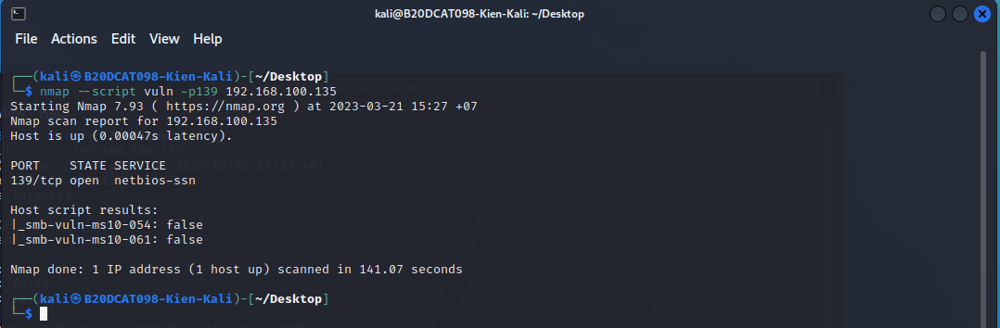 kali@B20DCAT098-Kien-Kali: ~/Desktop
File Actions Edit View Help
┌──(kali㉿B20DCAT098-Kien-Kali)-[~/Desktop]
└─$ nmap --script vuln -p139 192.168.100.135
Starting Nmap 7.93 ( https://nmap.org ) at 2023-03-21 15:27 +07
Nmap scan report for 192.168.100.135
Host is up (0.00047s latency).
PORT    STATE SERVICE
139/tcp open  netbios-ssn
Host script results:
|_smb-vuln-ms10-054: false
|_smb-vuln-ms10-061: false
Nmap done: 1 IP address (1 host up) scanned in 141.07 seconds
┌──(kali㉿B20DCAT098-Kien-Kali)-[~/Desktop]
└─$